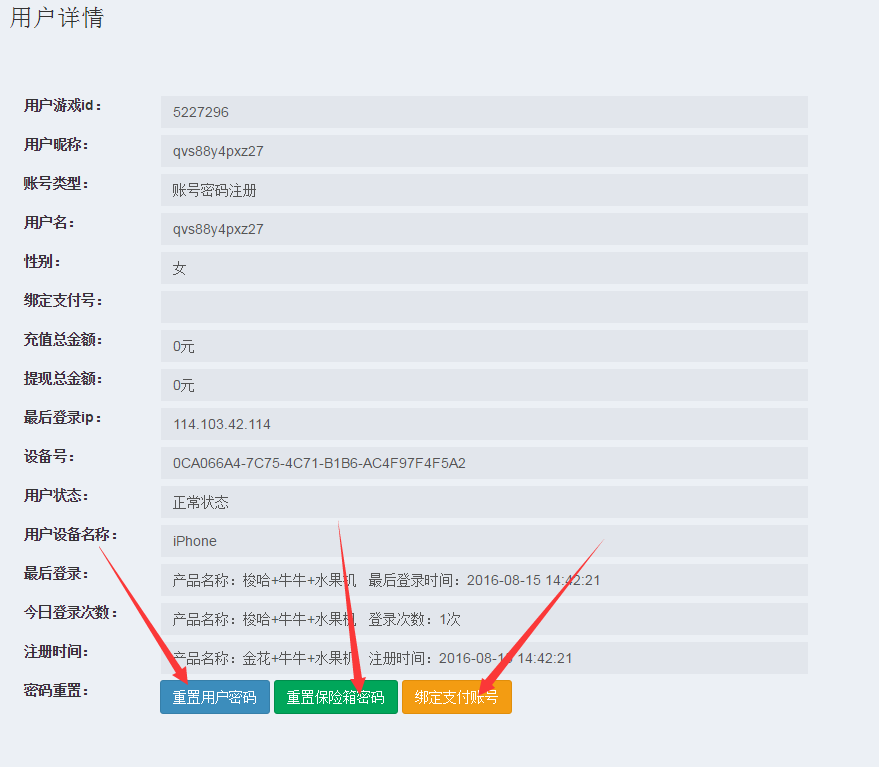 用户详情
用户游戏id：
5227296
用户昵称：
qvs88y4pxz27
账号类型：
账号密码注册
用户名：
qvs88y4pxz27
性别：
女
绑定支付号：
充值总金额：
0元
提现总金额：
0元
最后登录ip：
114.103.42.114
设备号：
0CA066A4-7C75-4C71-B1B6-AC4F97F4F5A2
用户状态：
正常状态
用户设备名称：
iPhone
最后登录：
产品名称：梭哈+牛牛+水果机 最后登录时间：2016-08-15 14:42:21
今日登录次数：
产品名称：梭哈+牛牛+水果机 登录次数：1次
注册时间：
产品名称：金花+牛牛+水果机 注册时间：2016-08-15 14:42:21
密码重置：
重置用户密码 重置保险箱密码 绑定支付账号